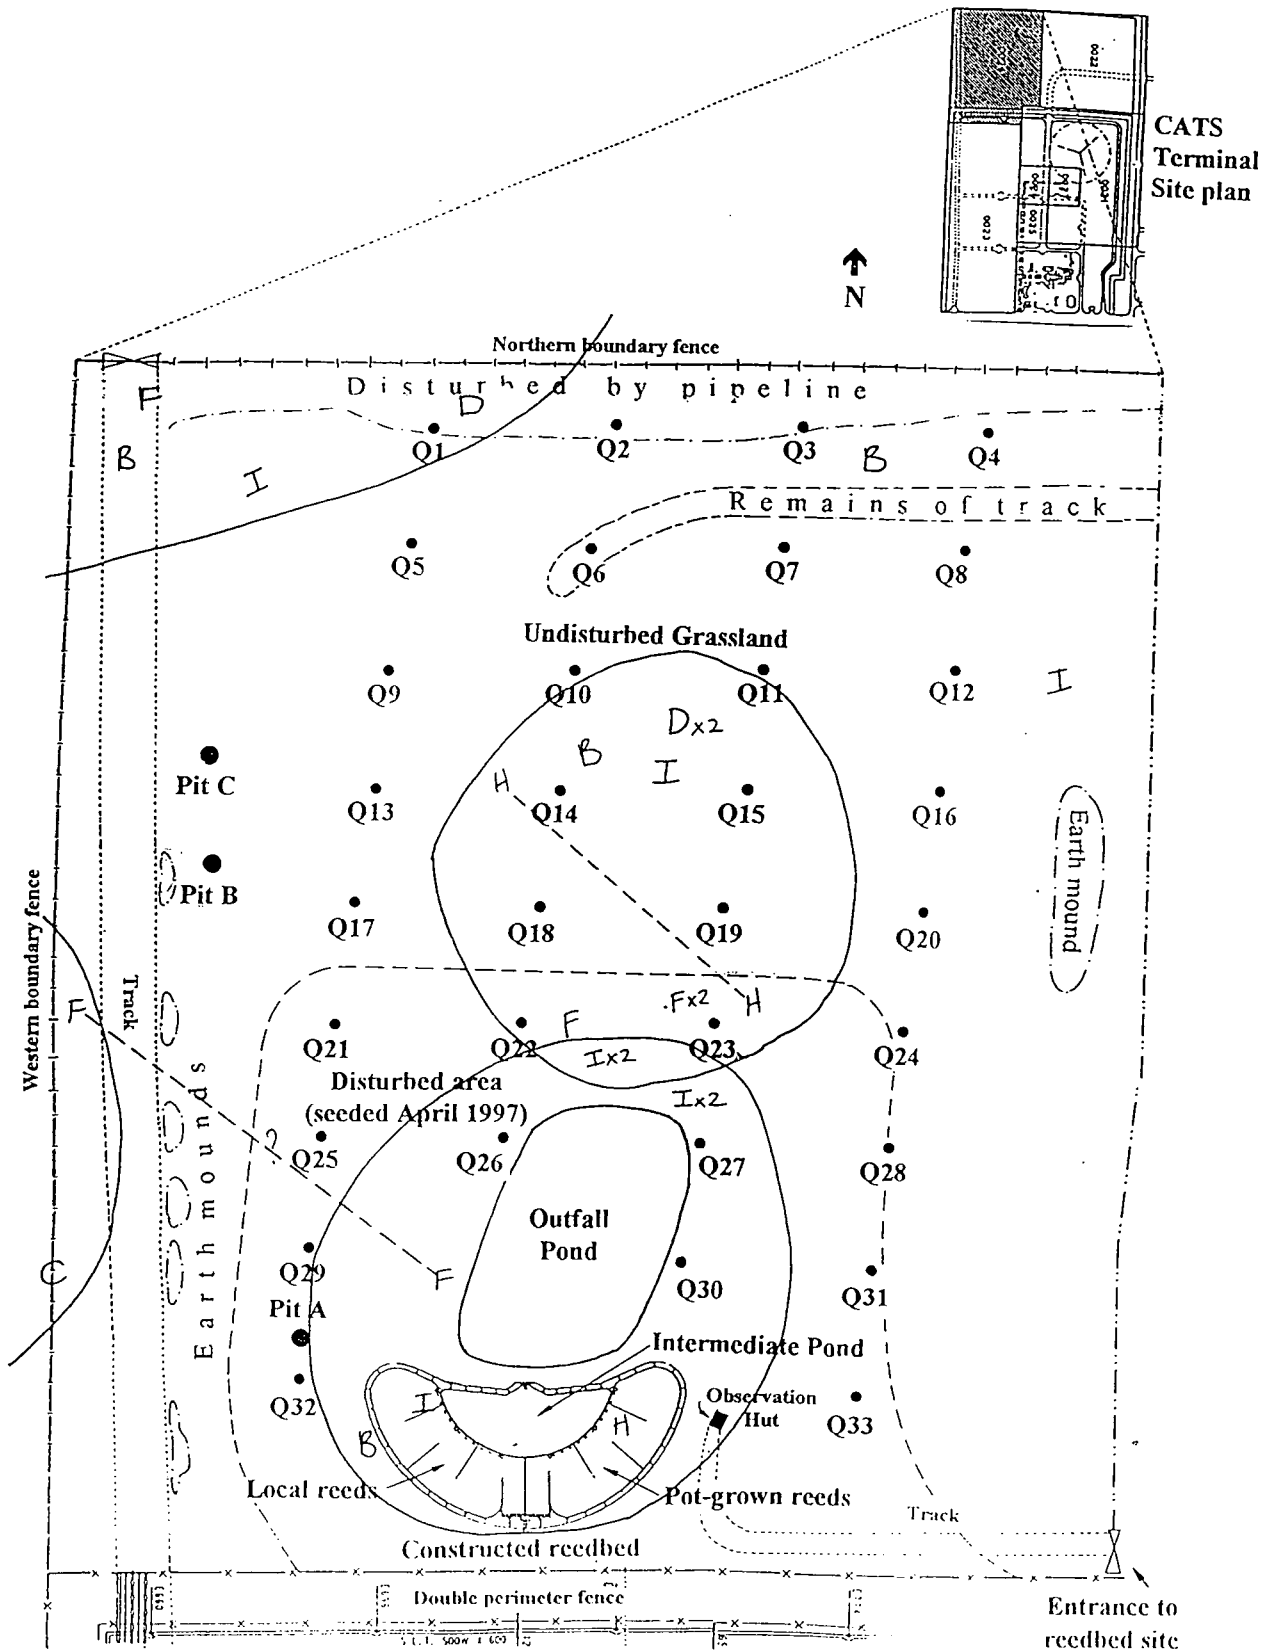 CATS
Terminal
Site plan
0022
0023
N
Northern boundary fence
Disturbed by pipeline
F
D
Q1
Q2
Q3
Q4
B
I
B
Remains of track
Q5
Q6
Q7
Q8
Undisturbed Grassland
Q9
Q10
Q11
Q12
I
Dx2
B
I
H
Pit C
Q13
Q14
Q15
Q16
Earth mound
Pit B
Q17
Q18
Q19
Q20
Western boundary fence
Track
F
Fx2
H
F
Q21
Q22
Q23
Q24
Ix2
Disturbed area
(seeded April 1997)
Ix2
Earth mounds
?
Q25
Q26
Q27
Q28
Outfall
Pond
C
Q29
F
Q30
Q31
Pit A
Intermediate Pond
Q32
I
H
Observation
Hut
Q33
B
Local reeds
Pot-grown reeds
Track
Constructed reedbed
Double perimeter fence
Entrance to
reedbed site